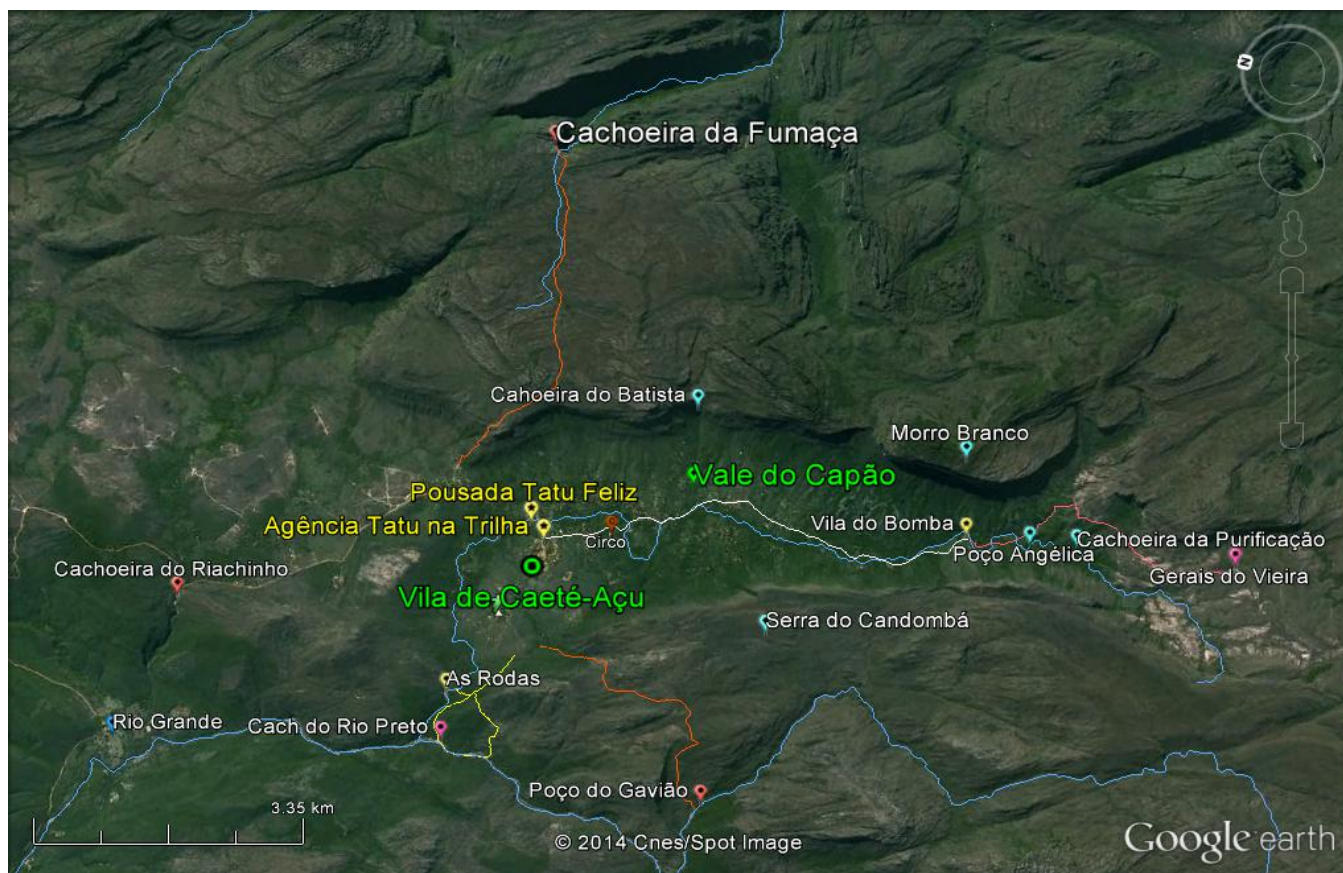 N
Cachoeira da Fumaça
Cahoeira do Batista
Morro Branco
Vale do Capão
Pousada Tatu Feliz
Agência Tatu na Trilha
Circo
Vila do Bomba
Poço Angélica
Cachoeira da Purificação
Gerais do Vieira
Cachoeira do Riachinho
Vila de Caeté-Açu
Serra do Candombá
As Rodas
Rio Grande
Cach do Rio Preto
Poço do Gavião
3.35 km
© 2014 Cnes/Spot Image
Google earth